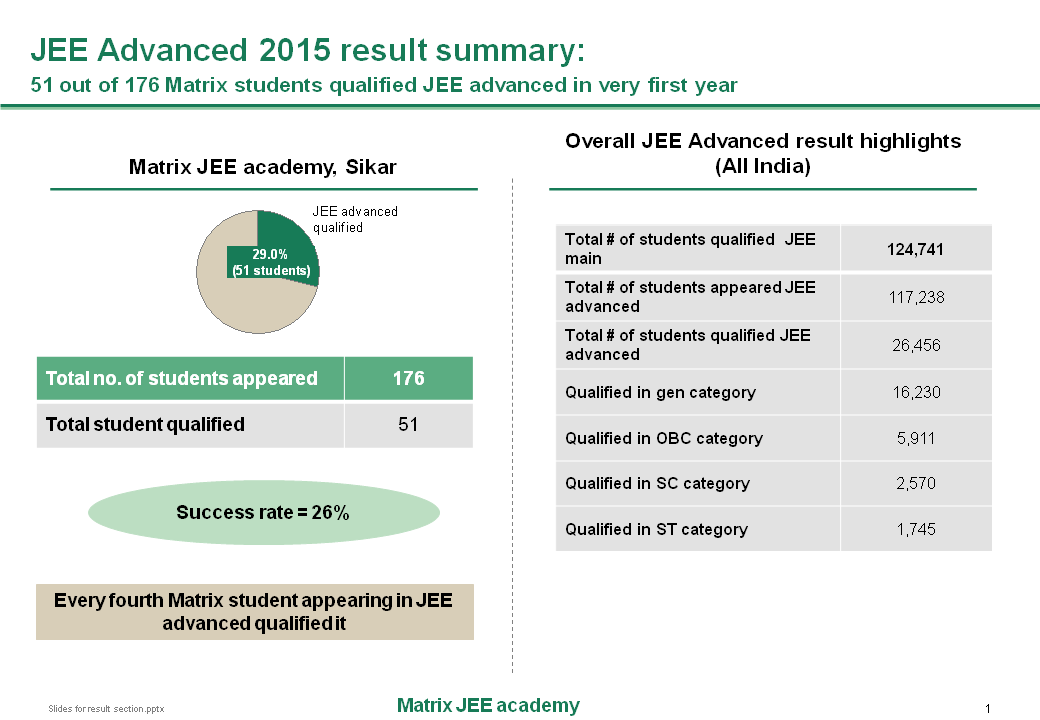 JEE Advanced 2015 result summary:
51 out of 176 Matrix students qualified JEE advanced in very first year
Matrix JEE academy, Sikar
JEE advanced
qualified
29.0%
(51 students)
Total no. of students appeared 176
Total student qualified 51
Success rate = 26%
Every fourth Matrix student appearing in JEE
advanced qualified it
Overall JEE Advanced result highlights
(All India)
Total # of students qualified JEE
main 124,741
Total # of students appeared JEE
advanced 117,238
Total # of students qualified JEE
advanced 26,456
Qualified in gen category 16,230
Qualified in OBC category 5,911
Qualified in SC category 2,570
Qualified in ST category 1,745
Slides for result section.pptx
Matrix JEE academy
1